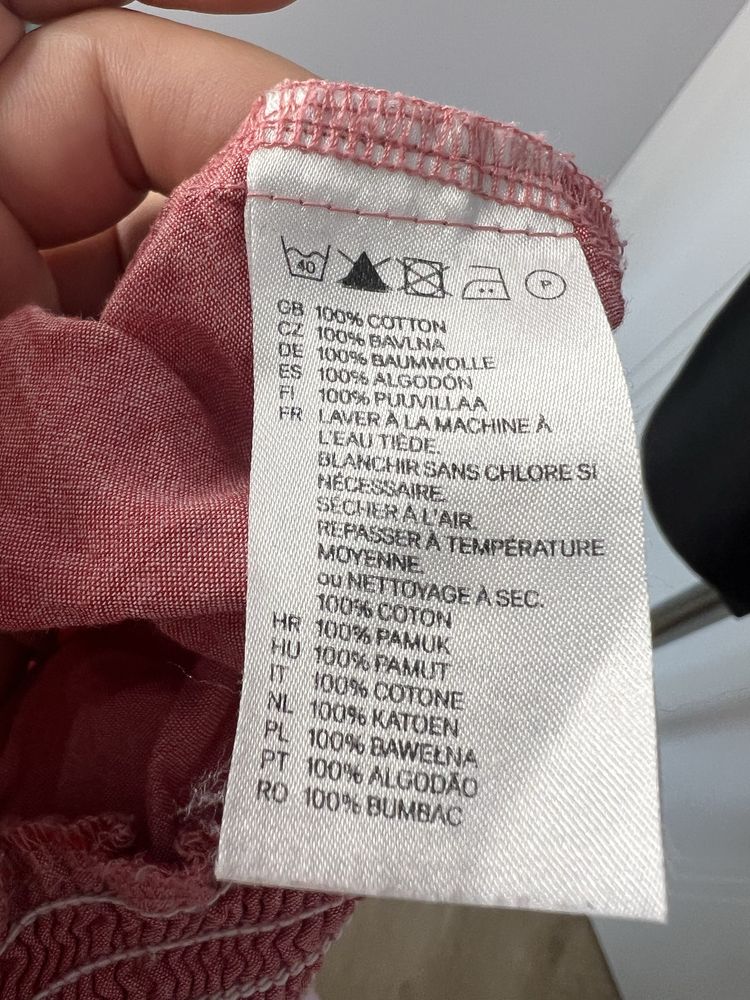 40 P
GB 100% COTTON
CZ 100% BAVLNA
DE 100% BAUMWOLLE
ES 100% ALGODÓN
FI 100% PUUVILLAA
FR LAVER À LA MACHINE À
L'EAU TIÈDE.
BLANCHIR SANS CHLORE SI
NÉCESSAIRE.
SÉCHER À L'AIR.
REPASSER À TEMPÉRATURE
MOYENNE.
ou NETTOYAGE À SEC.
100% COTON
HR 100% PAMUK
HU 100% PAMUT
IT 100% COTONE
NL 100% KATOEN
PL 100% BAWEŁNA
PT 100% ALGODÃO
RO 100% BUMBAC